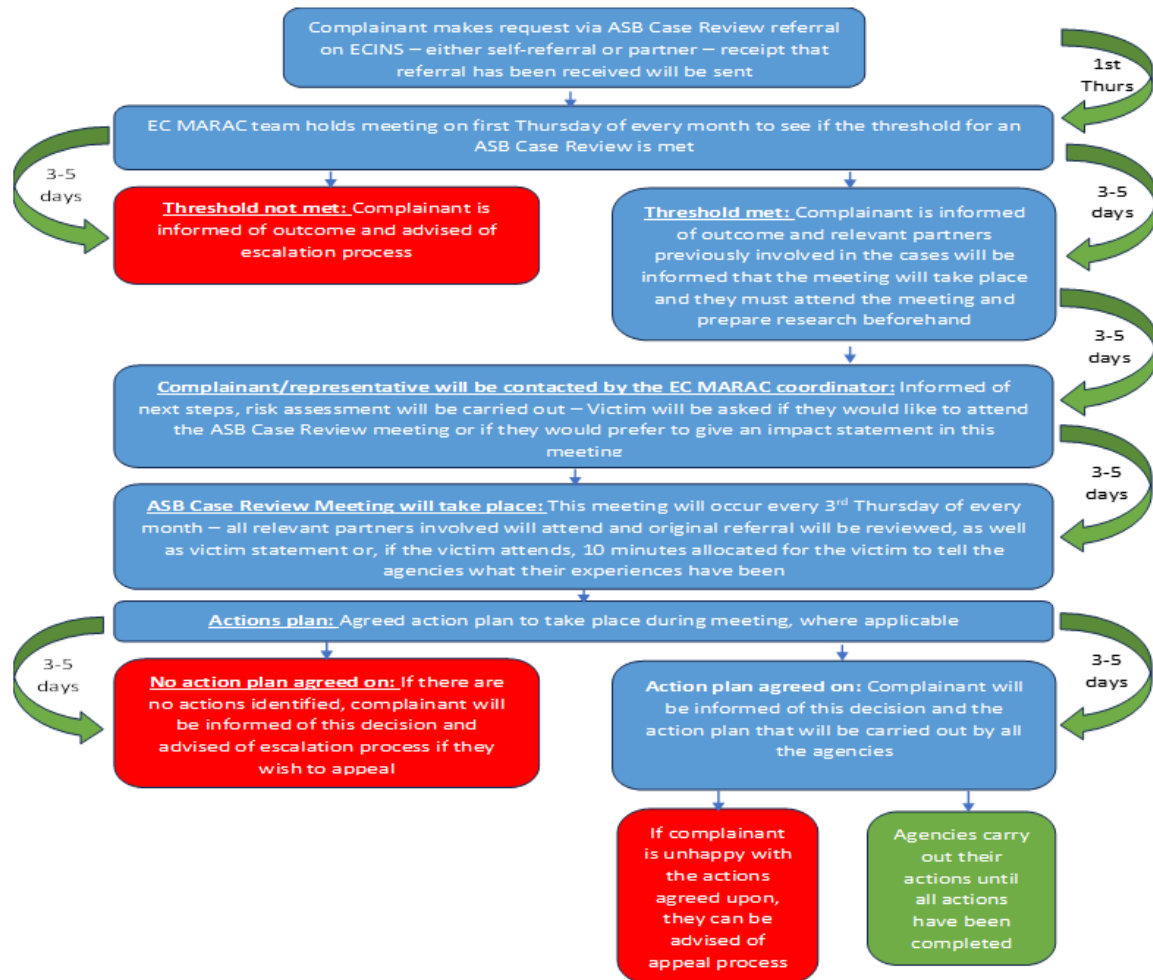 Complainant makes request via ASB Case Review referral
on ECINS – either self-referral or partner – receipt that
referral has been received will be sent
1st
Thurs
EC MARAC team holds meeting on first Thursday of every month to see if the threshold for an
ASB Case Review is met
3-5
days
3-5
days
Threshold not met: Complainant is
informed of outcome and advised of
escalation process
Threshold met: Complainant is informed
of outcome and relevant partners
previously involved in the cases will be
informed that the meeting will take place
and they must attend the meeting and
prepare research beforehand
3-5
days
Complainant/representative will be contacted by the EC MARAC coordinator: Informed
of next steps, risk assessment will be carried out – Victim will be asked if they would like to attend
the ASB Case Review meeting or if they would prefer to give an impact statement in this
meeting
3-5
days
ASB Case Review Meeting will take place: This meeting will occur every 3rd Thursday of every
month – all relevant partners involved will attend and original referral will be reviewed, as well
as victim statement or, if the victim attends, 10 minutes allocated for the victim to tell the
agencies what their experiences have been
Actions plan: Agreed action plan to take place during meeting, where applicable
3-5
days
3-5
days
No action plan agreed on: If there are
no actions identified, complainant will
be informed of this decision and
advised of escalation process if they
wish to appeal
Action plan agreed on: Complainant will
be informed of this decision and the
action plan that will be carried out by all
the agencies
If complainant
is unhappy with
the actions
agreed upon,
they can be
advised of
appeal process
Agencies carry
out their
actions until
all actions
have been
completed